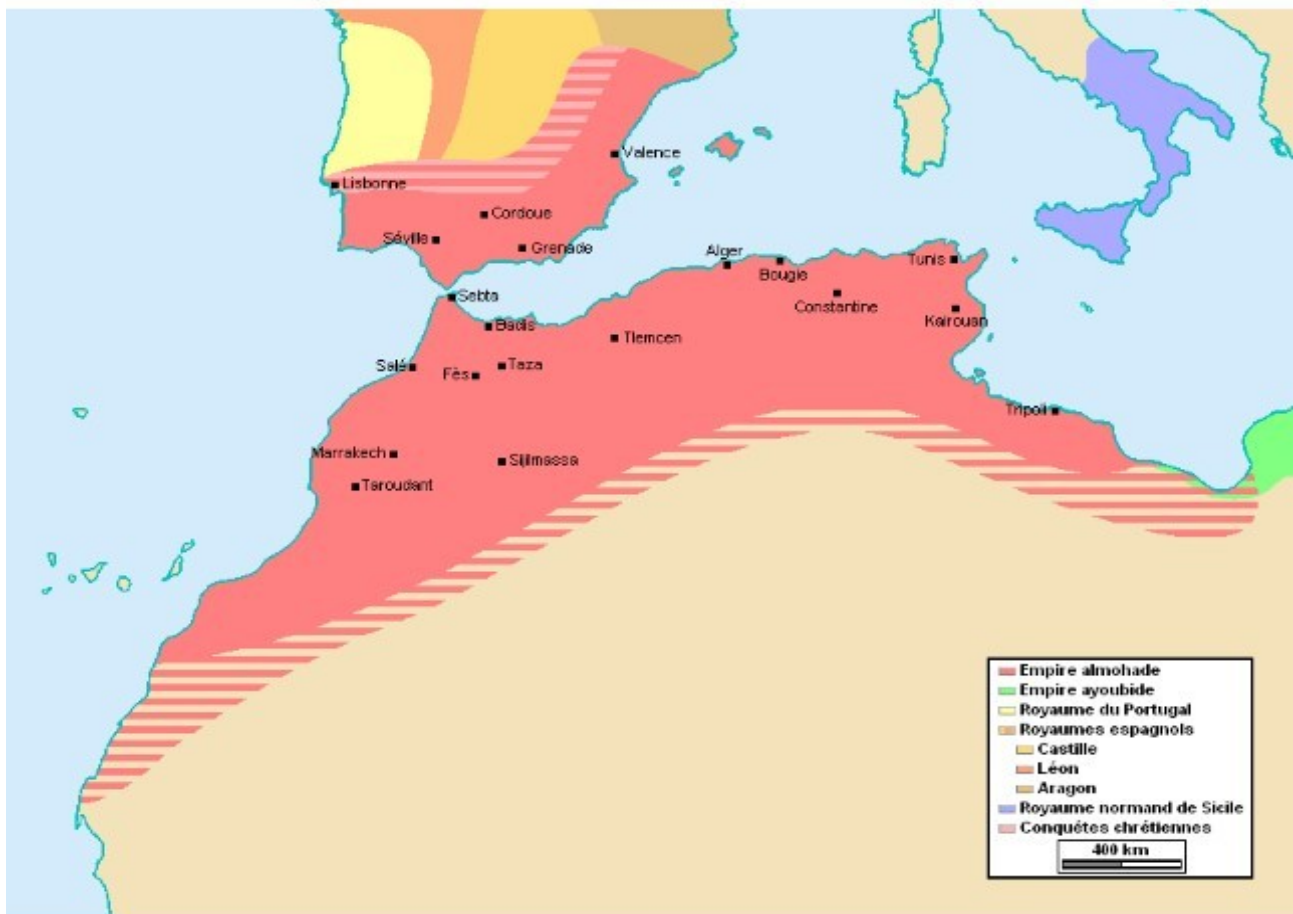 Valence
Lisbonne
Cordoue
Séville
Grenade
Alger
Bougie
Tunis
Sebta
Constantine
Kairouan
Badis
Tlemcen
Salé
Fès
Taza
Tripoli
Marrakech
Sijilmassa
Taroudant
Empire almohade
Empire ayoubide
Royaume du Portugal
Royaumes espagnols
Castille
Léon
Aragon
Royaume normand de Sicile
Conquêtes chrétiennes
400 km